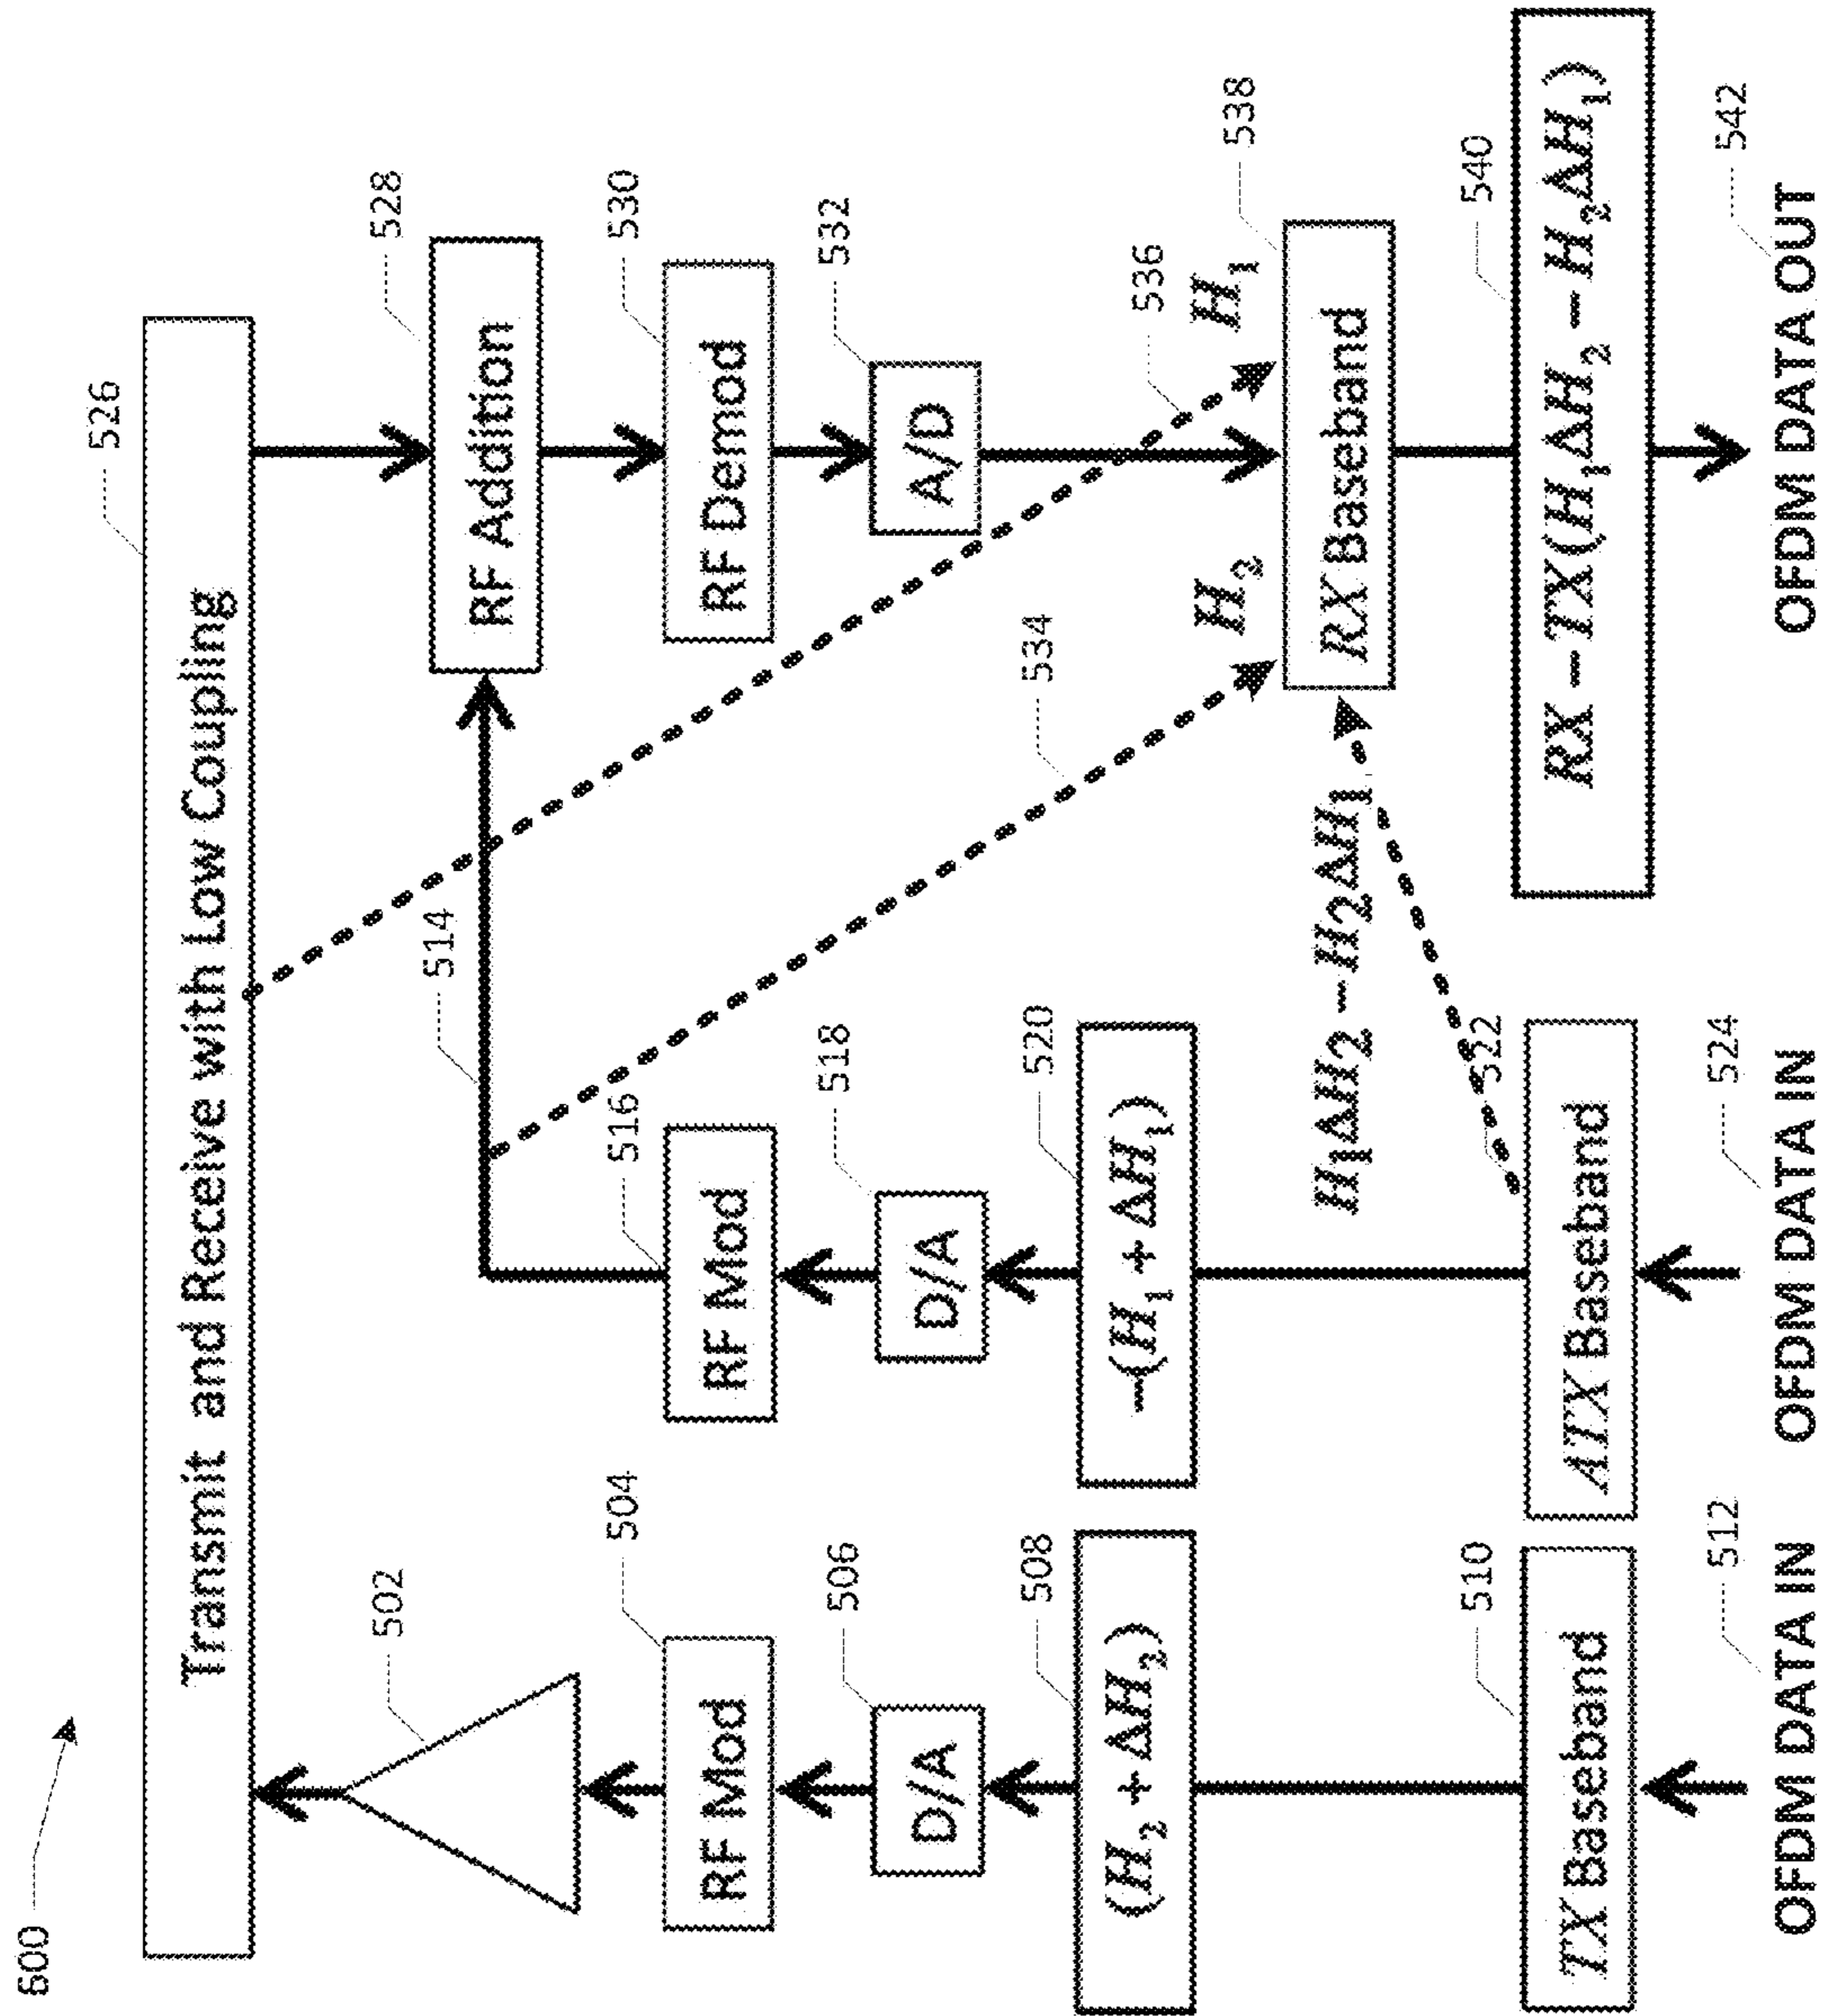 500
526
Transmit and Receive with Low Coupling
502
514
528
RF Addition
504
RF Mod
516
RF Mod
530
RF Demod
506
D/A
518
D/A
532
A/D
508
(H₂ + ΔH₂)
520
−(H₁ + ΔH₁)
534
536
H₂
H₁
538
RX Baseband
H₁ΔH₂ − H₂ΔH₁
510
TX Baseband
522
ATX Baseband
540
RX − TX(H₁ΔH₂ − H₂ΔH₁)
512
OFDM DATA IN
524
OFDM DATA IN
542
OFDM DATA OUT